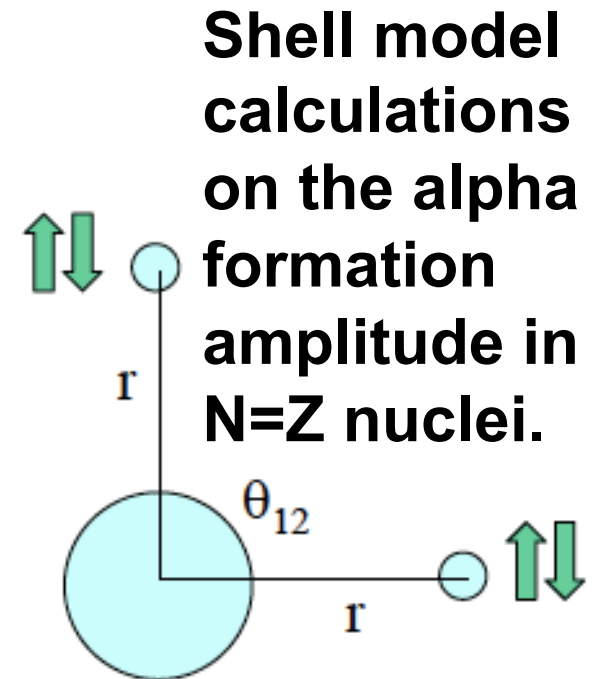 Shell model
calculations
on the alpha
formation
amplitude in
N=Z nuclei.
r
θ12
r